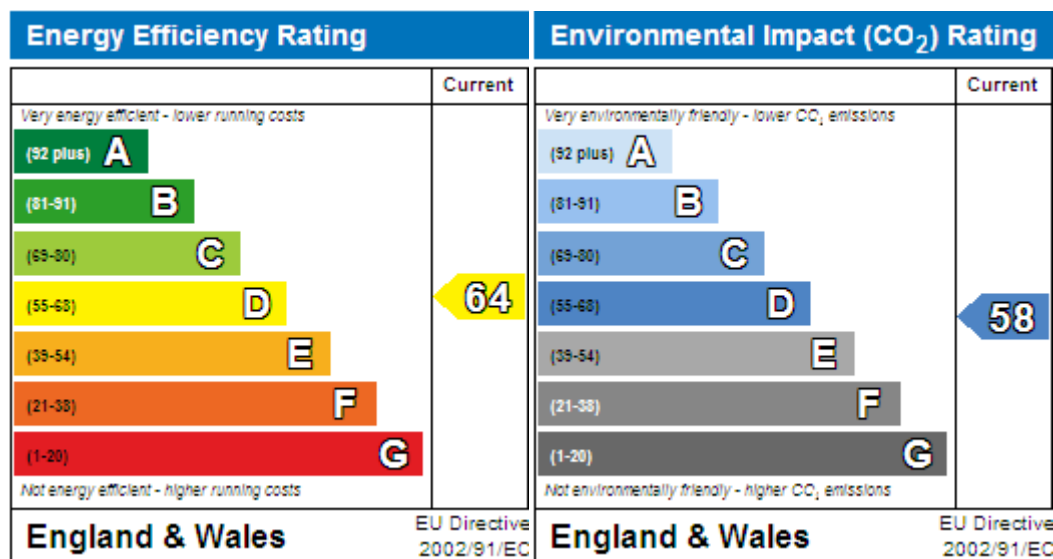 Energy Efficiency Rating
Current
Very energy efficient - lower running costs
(92 plus) A
(81-91) B
(69-80) C
(55-68) D
64
(39-54) E
(21-38) F
(1-20) G
Not energy efficient - higher running costs
England & Wales
EU Directive
2002/91/EC
Environmental Impact (CO₂) Rating
Current
Very environmentally friendly - lower CO₂ emissions
(92 plus) A
(81-91) B
(69-80) C
(55-68) D
58
(39-54) E
(21-38) F
(1-20) G
Not environmentally friendly - higher CO₂ emissions
England & Wales
EU Directive
2002/91/EC